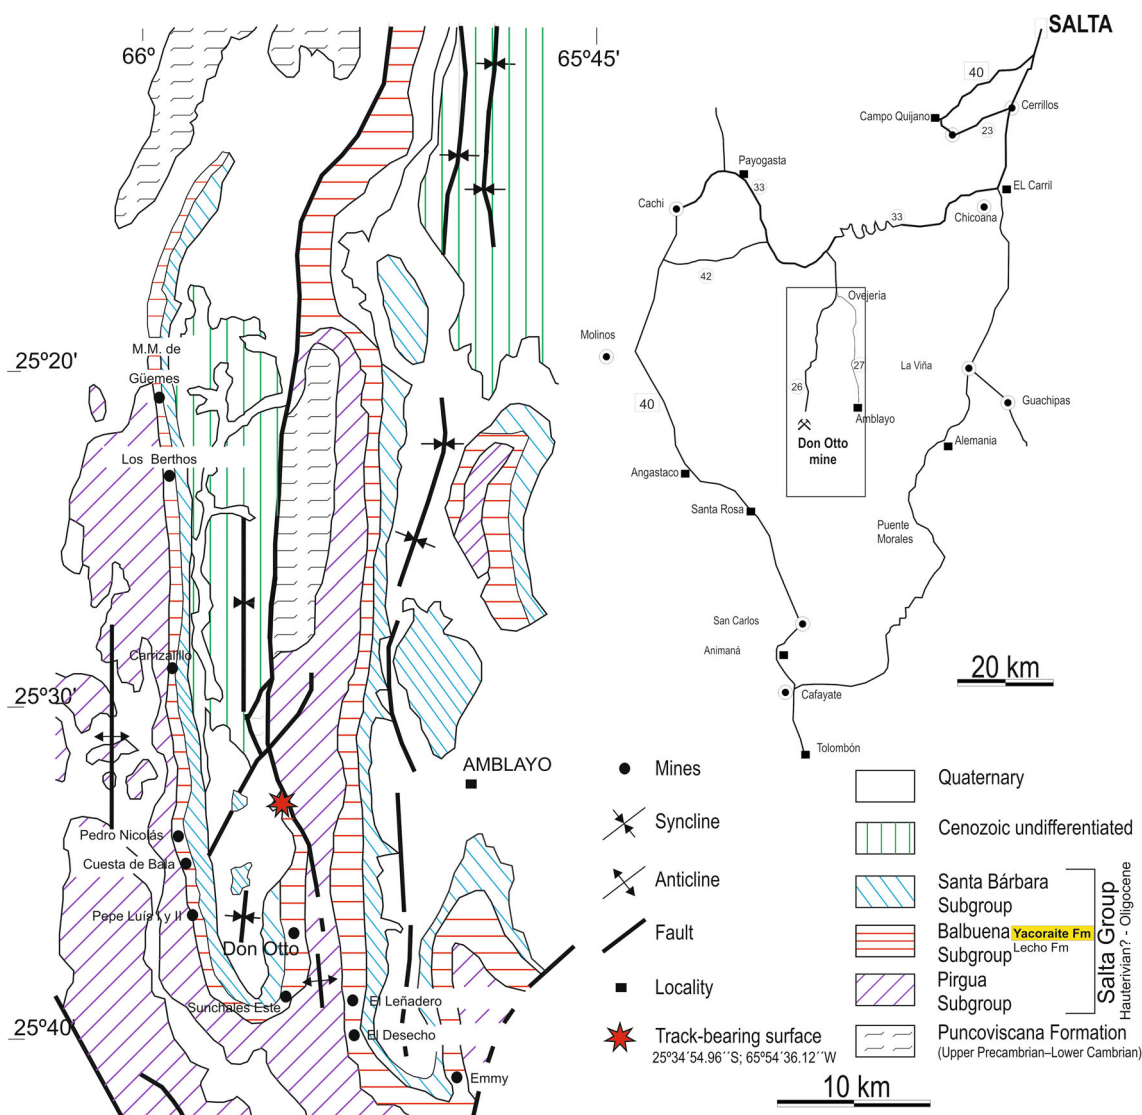 66º
65º45'
25º20'
25º30'
25º40'
M.M. de
Güemes
Los Berthos
Carrizalillo
Pedro Nicolás
Cuesta de Bala
Pepe Luís I y II
Don Otto
Sunchales Este
El Leñadero
El Desecho
Emmy
AMBLAYO
SALTA
40
Cerrillos
Campo Quijano
23
Payogasta
33
EL Carril
Cachi
33
Chicoana
42
Ovejería
Molinos
La Viña
27
26
40
Guachipas
Amblayo
Don Otto
mine
Alemania
Angastaco
Santa Rosa
Puente
Morales
San Carlos
Animaná
20 km
Cafayate
Tolombón
Mines
Syncline
Anticline
Fault
Locality
Track-bearing surface
25º34´54.96´´S; 65º54´36.12´´W
Quaternary
Cenozoic undifferentiated
Santa Bárbara
Subgroup
Balbuena Yacoraite Fm
Subgroup Lecho Fm
Pirgua
Subgroup
Salta Group
Hauterivian? - Oligocene
Puncoviscana Formation
(Upper Precambrian–Lower Cambrian)
10 km